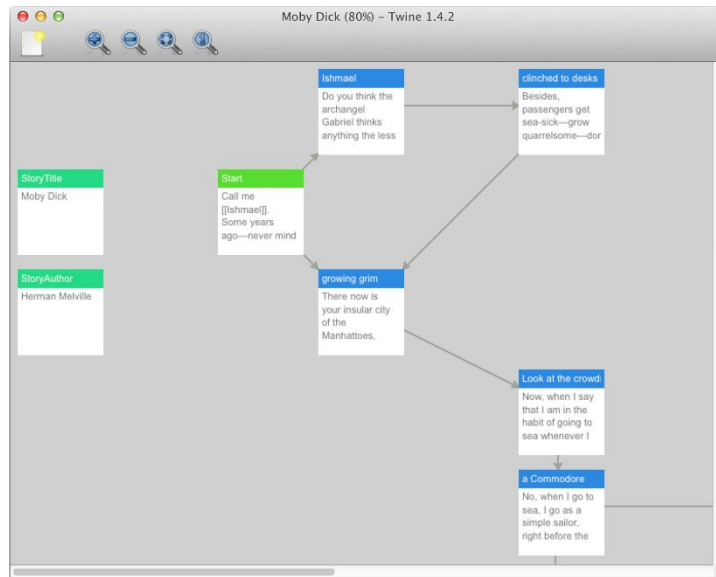 Moby Dick (80%) – Twine 1.4.2
Ishmael
Do you think the
archangel
Gabriel thinks
anything the less
clinched to desks
Besides,
passengers get
sea-sick—grow
quarrelsome—dor
StoryTitle
Moby Dick
Start
Call me
[[Ishmael]].
Some years
ago—never mind
StoryAuthor
Herman Melville
growing grim
There now is
your insular city
of the
Manhattoes,
Look at the crowds
Now, when I say
that I am in the
habit of going to
sea whenever I
a Commodore
No, when I go to
sea, I go as a
simple sailor,
right before the